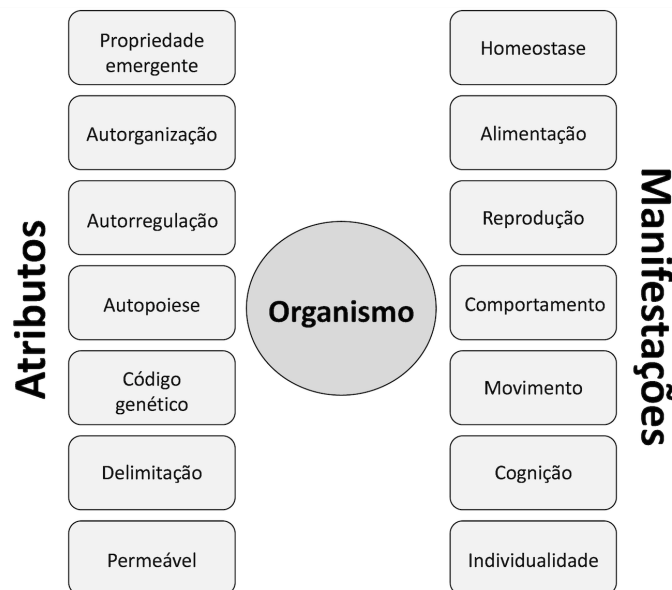 Atributos
Propriedade
emergente
Autorganização
Autorregulação
Autopoiese
Código
genético
Delimitação
Permeável
Organismo
Homeostase
Alimentação
Reprodução
Comportamento
Movimento
Cognição
Individualidade
Manifestações